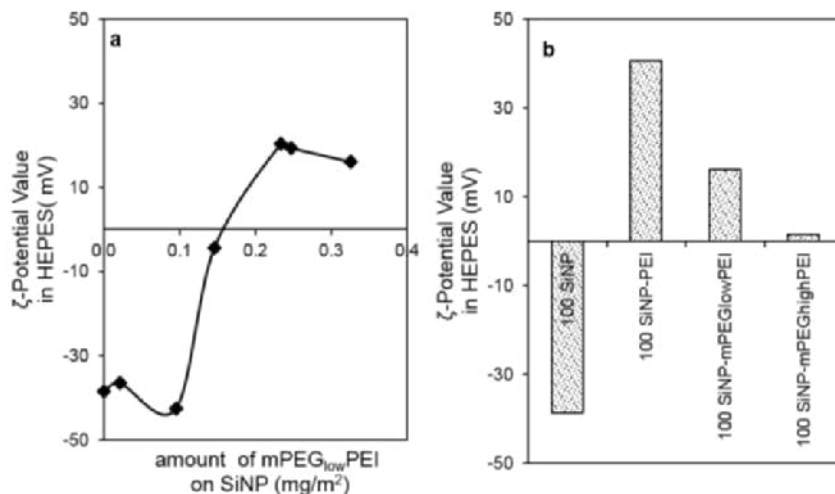 a
ζ-Potential Value
in HEPES( mV)
50
30
10
-10
-30
-50
0
0.1
0.2
0.3
0.4
amount of mPEGlowPEI
on SiNP (mg/m²)
b
ζ-Potential Value
in HEPES (mV)
50
30
10
-10
-30
-50
100 SiNP
100 SiNP-PEI
100 SiNP-mPEGlowPEI
100 SiNP-mPEGhighPEI